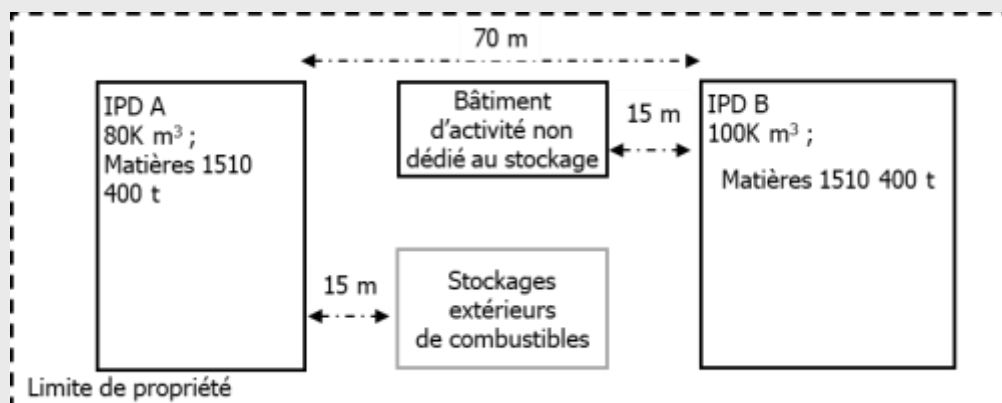 70 m
IPD A
80K m³ ;
Matières 1510
400 t
Bâtiment
d'activité non
dédié au stockage
15 m
IPD B
100K m³ ;
Matières 1510 400 t
15 m
Stockages
extérieurs
de combustibles
Limite de propriété